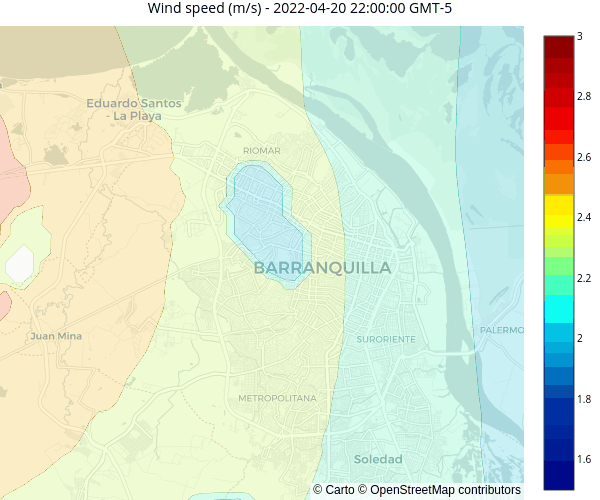 Wind speed (m/s) - 2022-04-20 22:00:00 GMT-5
3
2.8
2.6
2.4
2.2
2
1.8
1.6
Eduardo Santos
- La Playa
RIOMAR
BARRANQUILLA
Juan Mina
SURORIENTE
PALERMO
METROPOLITANA
Soledad
© Carto © OpenStreetMap contributors